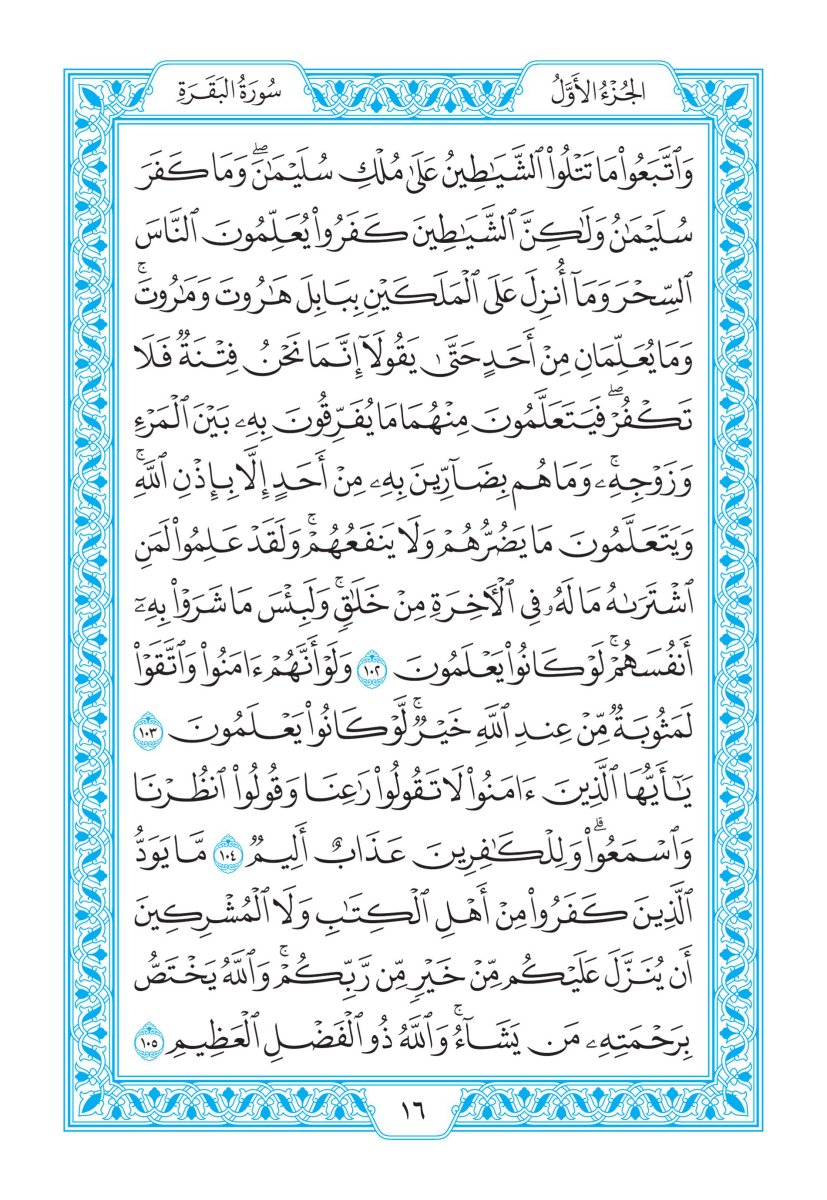 الجُزْءُ الأَوَّلُ
سُورَةُ البَقَرَةِ
وَٱتَّبَعُوا۟ مَا تَتْلُوا۟ ٱلشَّيَـٰطِينُ عَلَىٰ مُلْكِ سُلَيْمَـٰنَۖ وَمَا كَفَرَ
سُلَيْمَـٰنُ وَلَـٰكِنَّ ٱلشَّيَـٰطِينَ كَفَرُوا۟ يُعَلِّمُونَ ٱلنَّاسَ
ٱلسِّحْرَ وَمَآ أُنزِلَ عَلَى ٱلْمَلَكَيْنِ بِبَابِلَ هَـٰرُوتَ وَمَـٰرُوتَۚ
وَمَا يُعَلِّمَانِ مِنْ أَحَدٍ حَتَّىٰ يَقُولَآ إِنَّمَا نَحْنُ فِتْنَةٌ فَلَا
تَكْفُرْۖ فَيَتَعَلَّمُونَ مِنْهُمَا مَا يُفَرِّقُونَ بِهِۦ بَيْنَ ٱلْمَرْءِ
وَزَوْجِهِۦۚ وَمَا هُم بِضَآرِّينَ بِهِۦ مِنْ أَحَدٍ إِلَّا بِإِذْنِ ٱللَّهِۚ
وَيَتَعَلَّمُونَ مَا يَضُرُّهُمْ وَلَا يَنفَعُهُمْۚ وَلَقَدْ عَلِمُوا۟ لَمَنِ
ٱشْتَرَىٰهُ مَا لَهُۥ فِى ٱلْـَٔاخِرَةِ مِنْ خَلَـٰقٍۚ وَلَبِئْسَ مَا شَرَوْا۟ بِهِۦٓ
أَنفُسَهُمْۚ لَوْ كَانُوا۟ يَعْلَمُونَ ١٠٢ وَلَوْ أَنَّهُمْ ءَامَنُوا۟ وَٱتَّقَوْا۟
لَمَثُوبَةٌ مِّنْ عِندِ ٱللَّهِ خَيْرٌۚ لَّوْ كَانُوا۟ يَعْلَمُونَ ١٠٣
يَـٰٓأَيُّهَا ٱلَّذِينَ ءَامَنُوا۟ لَا تَقُولُوا۟ رَٰعِنَا وَقُولُوا۟ ٱنظُرْنَا
وَٱسْمَعُوا۟ۗ وَلِلْكَـٰفِرِينَ عَذَابٌ أَلِيمٌ ١٠٤ مَّا يَوَدُّ
ٱلَّذِينَ كَفَرُوا۟ مِنْ أَهْلِ ٱلْكِتَـٰبِ وَلَا ٱلْمُشْرِكِينَ
أَن يُنَزَّلَ عَلَيْكُم مِّنْ خَيْرٍ مِّن رَّبِّكُمْۚ وَٱللَّهُ يَخْتَصُّ
بِرَحْمَتِهِۦ مَن يَشَآءُۚ وَٱللَّهُ ذُو ٱلْفَضْلِ ٱلْعَظِيمِ ١٠٥
١٦